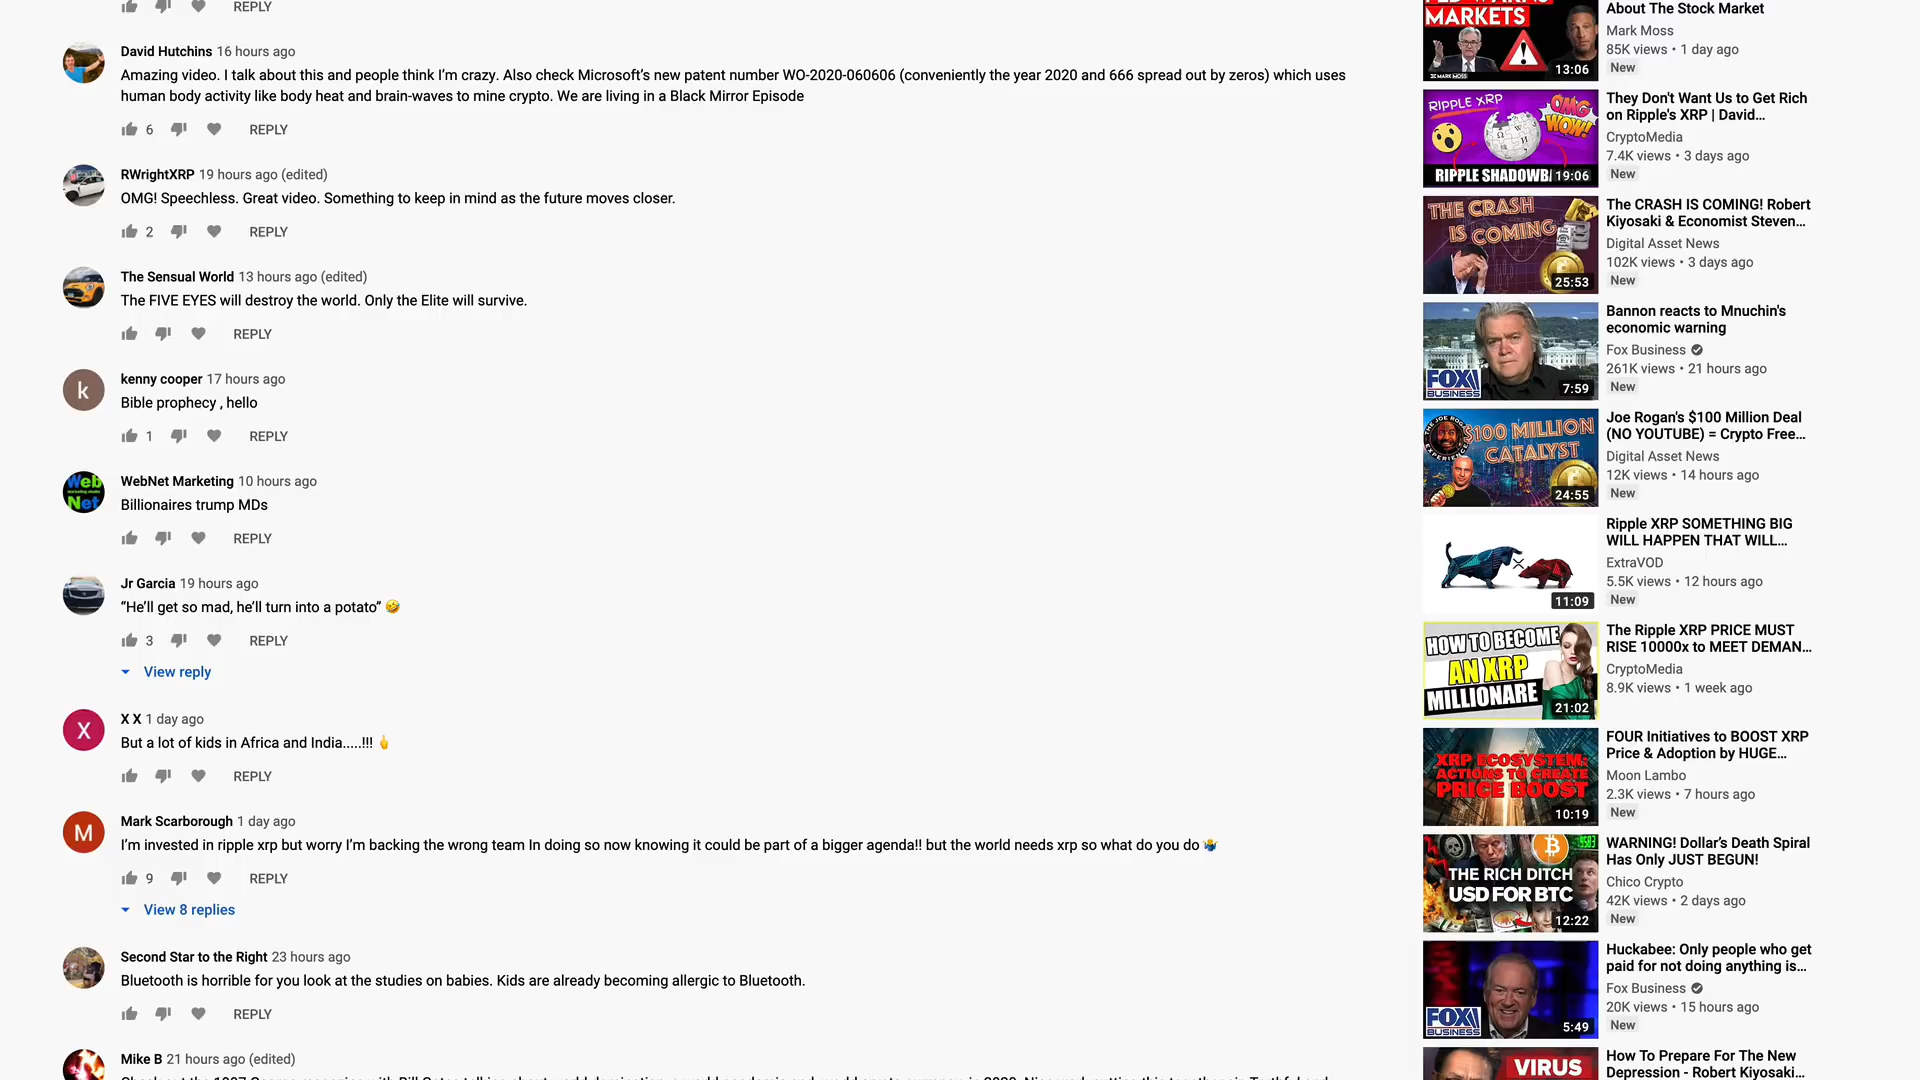 REPLY
David Hutchins 16 hours ago
Amazing video. I talk about this and people think I'm crazy. Also check Microsoft's new patent number WO-2020-060606 (conveniently the year 2020 and 666 spread out by zeros) which uses
human body activity like body heat and brain-waves to mine crypto. We are living in a Black Mirror Episode
6 REPLY
RWrightXRP 19 hours ago (edited)
OMG! Speechless. Great video. Something to keep in mind as the future moves closer.
2 REPLY
The Sensual World 13 hours ago (edited)
The FIVE EYES will destroy the world. Only the Elite will survive.
REPLY
k
kenny cooper 17 hours ago
Bible prophecy , hello
1 REPLY
Web
Net
WebNet Marketing 10 hours ago
Billionaires trump MDs
REPLY
Jr Garcia 19 hours ago
“He’ll get so mad, he’ll turn into a potato” 🤣
3 REPLY
View reply
X
X X 1 day ago
But a lot of kids in Africa and India.....!!! 🖕
REPLY
M
Mark Scarborough 1 day ago
I'm invested in ripple xrp but worry I'm backing the wrong team In doing so now knowing it could be part of a bigger agenda!! but the world needs xrp so what do you do 🤷‍♂️
9 REPLY
View 8 replies
Second Star to the Right 23 hours ago
Bluetooth is horrible for you look at the studies on babies. Kids are already becoming allergic to Bluetooth.
REPLY
Mike B 21 hours ago (edited)
MARKETS
MARK MOSS
13:06
About The Stock Market
Mark Moss
85K views • 1 day ago
New
RIPPLE XRP
OMG
WOW!
RIPPLE SHADOWB
19:06
They Don't Want Us to Get Rich
on Ripple's XRP | David...
CryptoMedia
7.4K views • 3 days ago
New
THE CRASH
IS COMING
25:53
The CRASH IS COMING! Robert
Kiyosaki & Economist Steven...
Digital Asset News
102K views • 3 days ago
New
FOX
BUSINESS
7:59
Bannon reacts to Mnuchin's
economic warning
Fox Business
261K views • 21 hours ago
New
$100 MILLION
CATALYST
24:55
Joe Rogan's $100 Million Deal
(NO YOUTUBE) = Crypto Free...
Digital Asset News
12K views • 14 hours ago
New
11:09
Ripple XRP SOMETHING BIG
WILL HAPPEN THAT WILL...
ExtraVOD
5.5K views • 12 hours ago
New
HOW TO BECOME
AN XRP
MILLIONARE
21:02
The Ripple XRP PRICE MUST
RISE 10000x to MEET DEMAN...
CryptoMedia
8.9K views • 1 week ago
XRP ECOSYSTEM:
ACTIONS TO CREATE
PRICE BOOST
10:19
FOUR Initiatives to BOOST XRP
Price & Adoption by HUGE...
Moon Lambo
2.3K views • 7 hours ago
New
THE RICH DITCH
USD FOR BTC
12:22
WARNING! Dollar's Death Spiral
Has Only JUST BEGUN!
Chico Crypto
42K views • 2 days ago
New
FOX
BUSINESS
5:49
Huckabee: Only people who get
paid for not doing anything is...
Fox Business
20K views • 15 hours ago
New
VIRUS
How To Prepare For The New
Depression - Robert Kiyosaki...